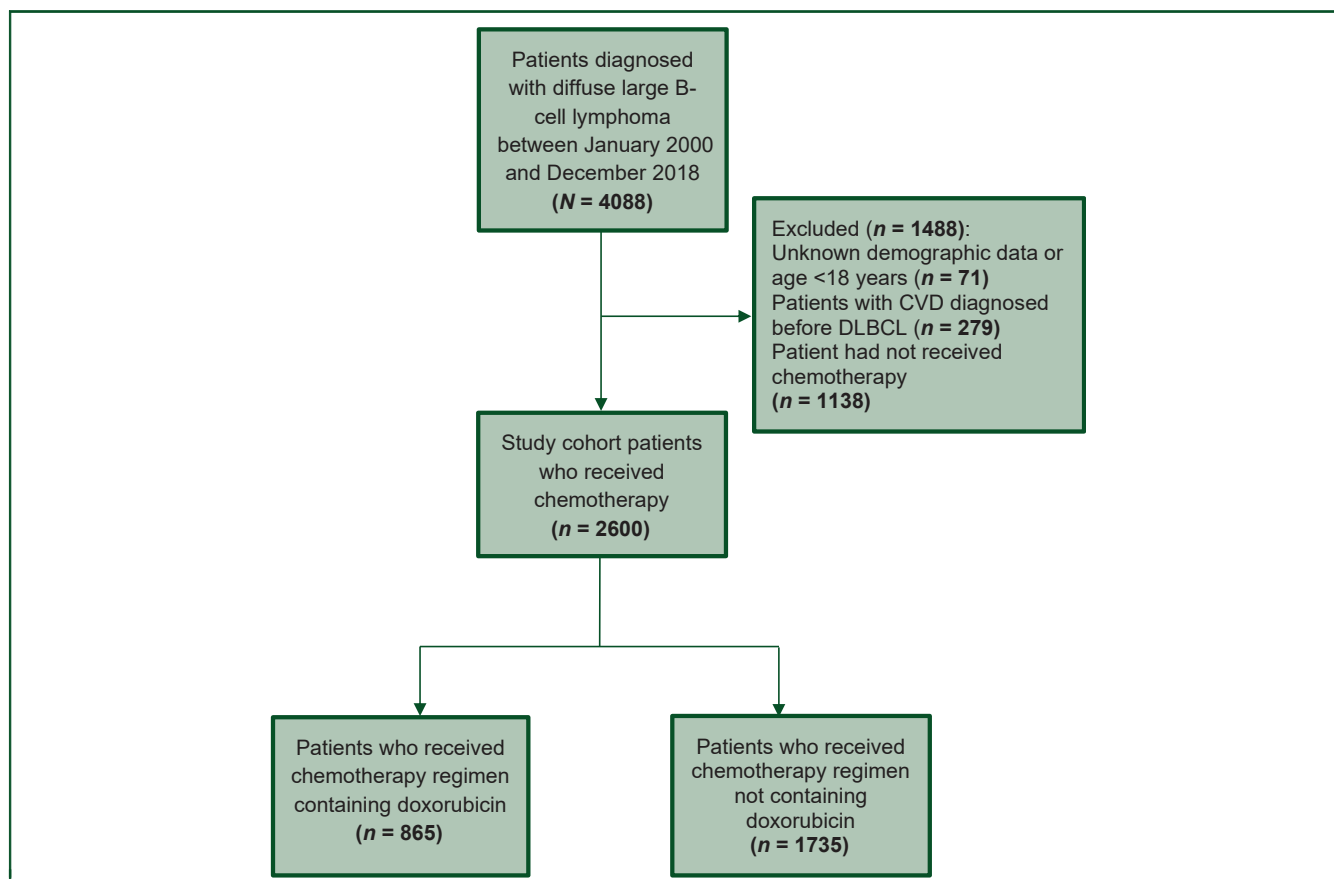 Patients diagnosed
with diffuse large B-
cell lymphoma
between January 2000
and December 2018
(N = 4088)
Excluded (n = 1488):
Unknown demographic data or
age <18 years (n = 71)
Patients with CVD diagnosed
before DLBCL (n = 279)
Patient had not received
chemotherapy
(n = 1138)
Study cohort patients
who received
chemotherapy
(n = 2600)
Patients who received
chemotherapy regimen
containing doxorubicin
(n = 865)
Patients who received
chemotherapy regimen
not containing
doxorubicin
(n = 1735)